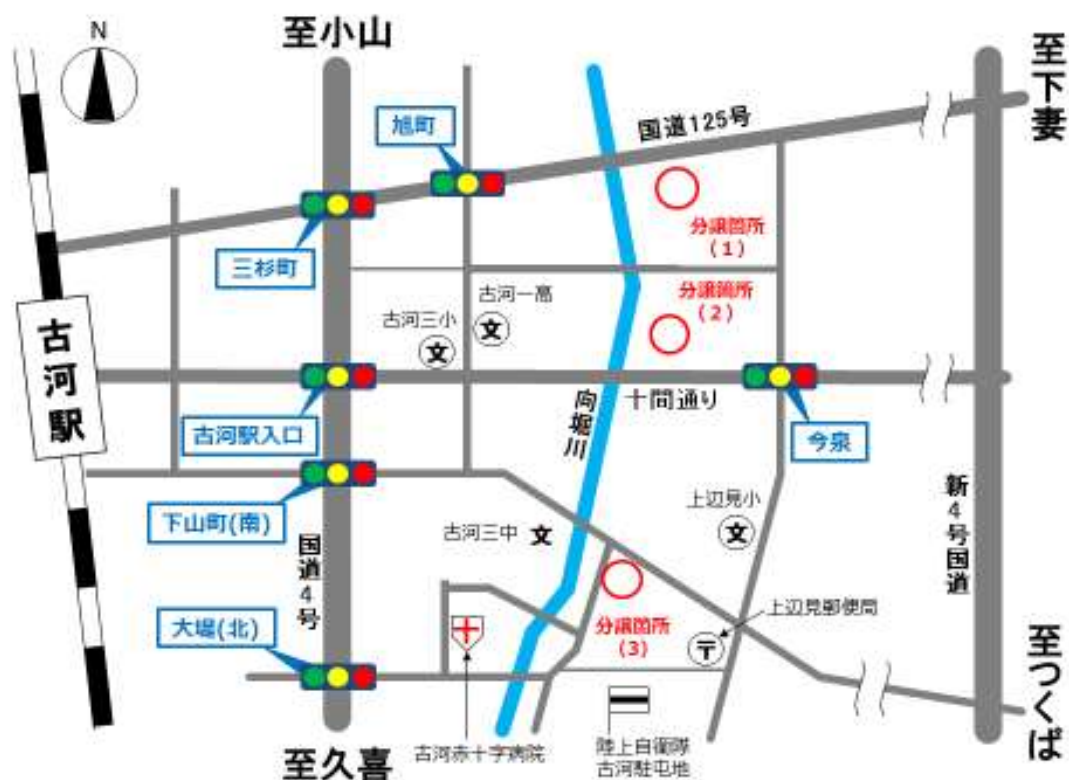 N
至小山
至下妻
旭町
国道125号
三杉町
分譲箇所
(1)
古河一高
分譲箇所
(2)
古河三小
文
文
古河駅
古河駅入口
十間通り
向堀川
今泉
下山町(南)
国道4号
古河三中
文
上辺見小
文
新4号国道
大堤(北)
分譲箇所
(3)
上辺見郵便局
〒
至久喜
古河赤十字病院
陸上自衛隊
古河駐屯地
至つくば